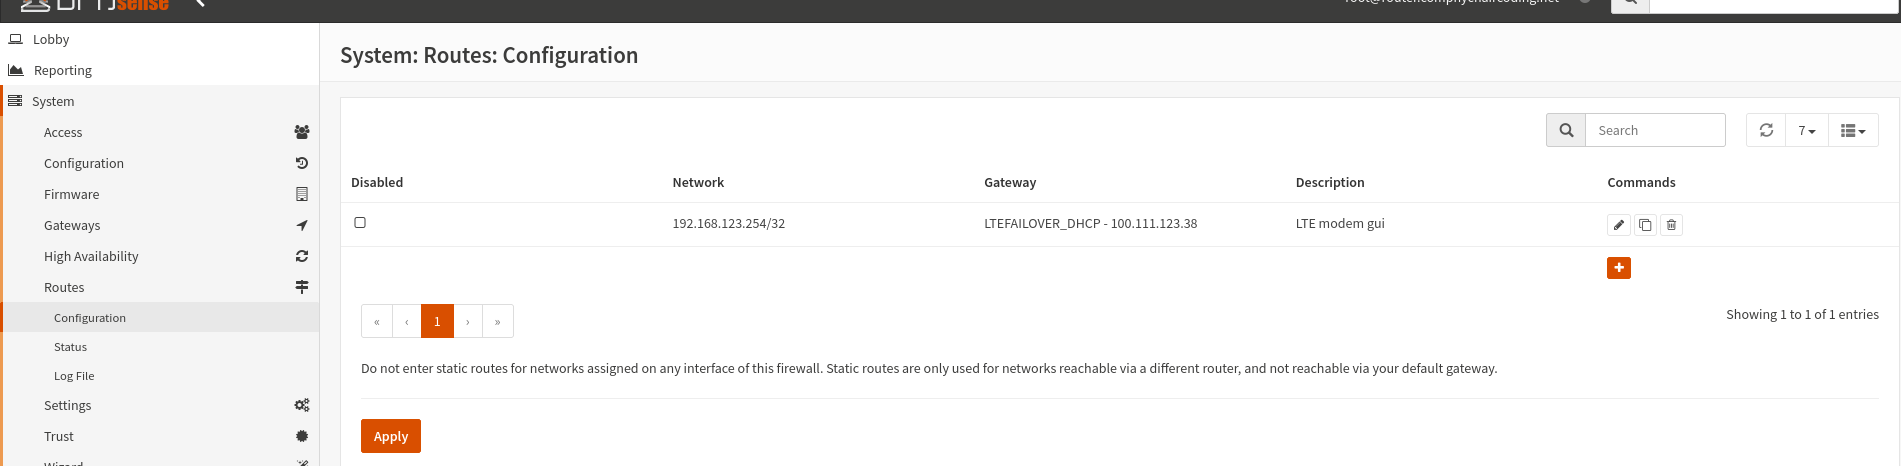 sense
Lobby
Reporting
System
Access
Configuration
Firmware
Gateways
High Availability
Routes
Configuration
Status
Log File
Settings
Trust
System: Routes: Configuration
Search
7
Disabled Network Gateway Description Commands
192.168.123.254/32 LTEFAILOVER_DHCP - 100.111.123.38 LTE modem gui
« ‹ 1 › »
Showing 1 to 1 of 1 entries
Do not enter static routes for networks assigned on any interface of this firewall. Static routes are only used for networks reachable via a different router, and not reachable via your default gateway.
Apply